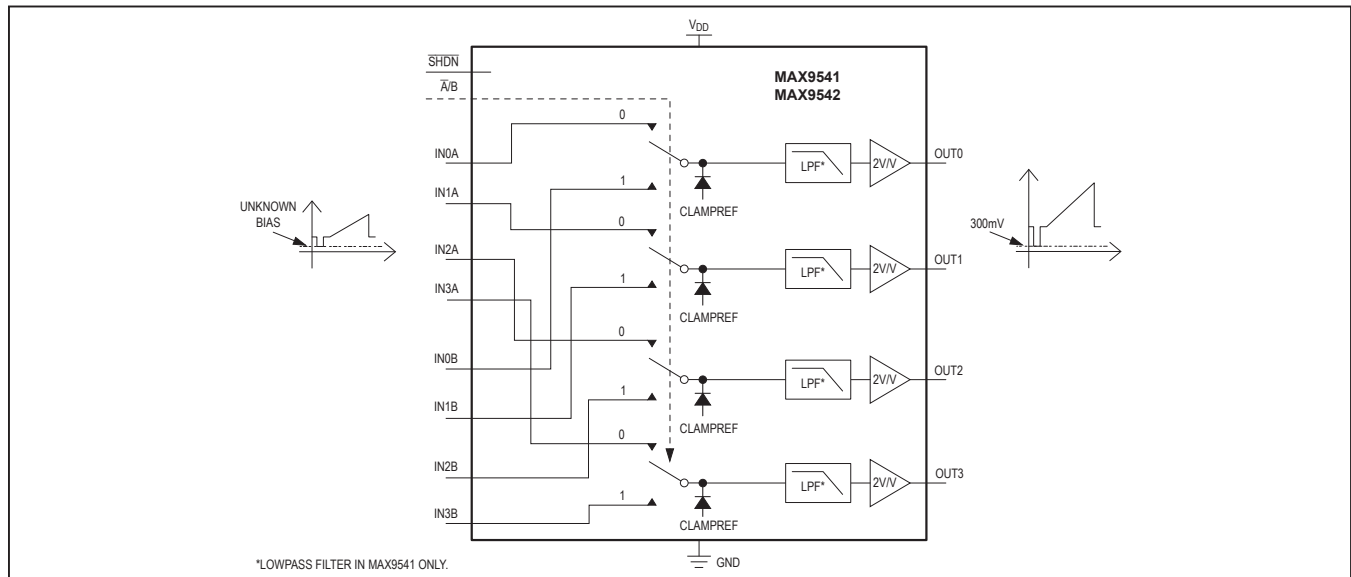 VDD
SHDN
A/B
MAX9541
MAX9542
0
IN0A
LPF*
2V/V
OUT0
1
CLAMPREF
IN1A
UNKNOWN
BIAS
0
300mV
IN2A
LPF*
2V/V
OUT1
IN3A
1
CLAMPREF
0
IN0B
LPF*
2V/V
OUT2
1
IN1B
CLAMPREF
0
IN2B
LPF*
2V/V
OUT3
1
IN3B
CLAMPREF
*LOWPASS FILTER IN MAX9541 ONLY.
GND